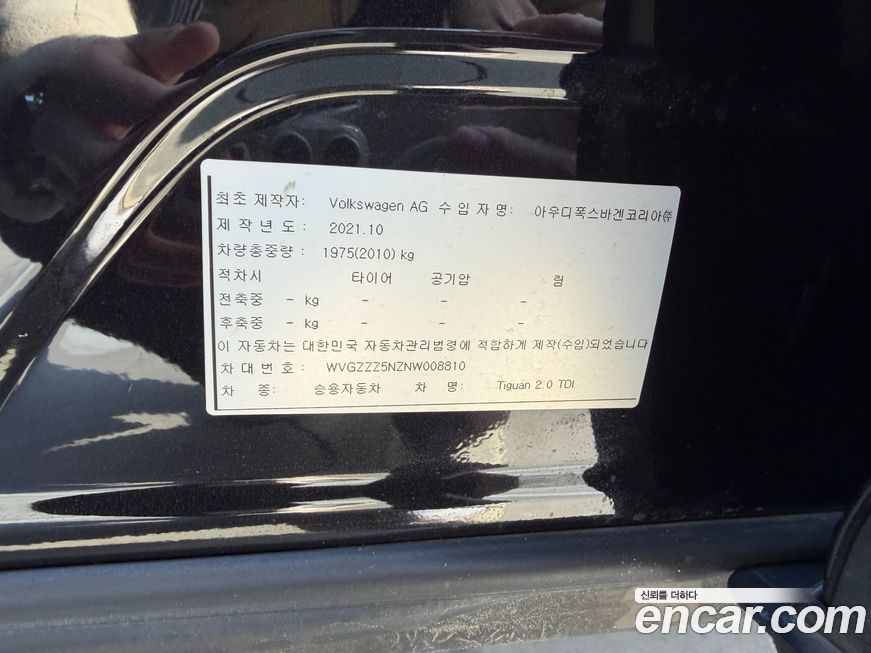 최초 제작자: Volkswagen AG 수 입 자 명: 아우디폭스바겐코리아㈜
제 작 년 도 : 2021.10
차량총중량 : 1975(2010) kg
적차시 타이어 공기압 림
전축중 - kg - - -
후축중 - kg - - -
이 자동차는 대한민국 자동차관리법령에 적합하게 제작(수입)되었습니다
차 대 번 호 : WVGZZZ5NZNW008810
차 종: 승용자동차 차 명: Tiguan 2.0 TDI
신뢰를 더하다
encar.com